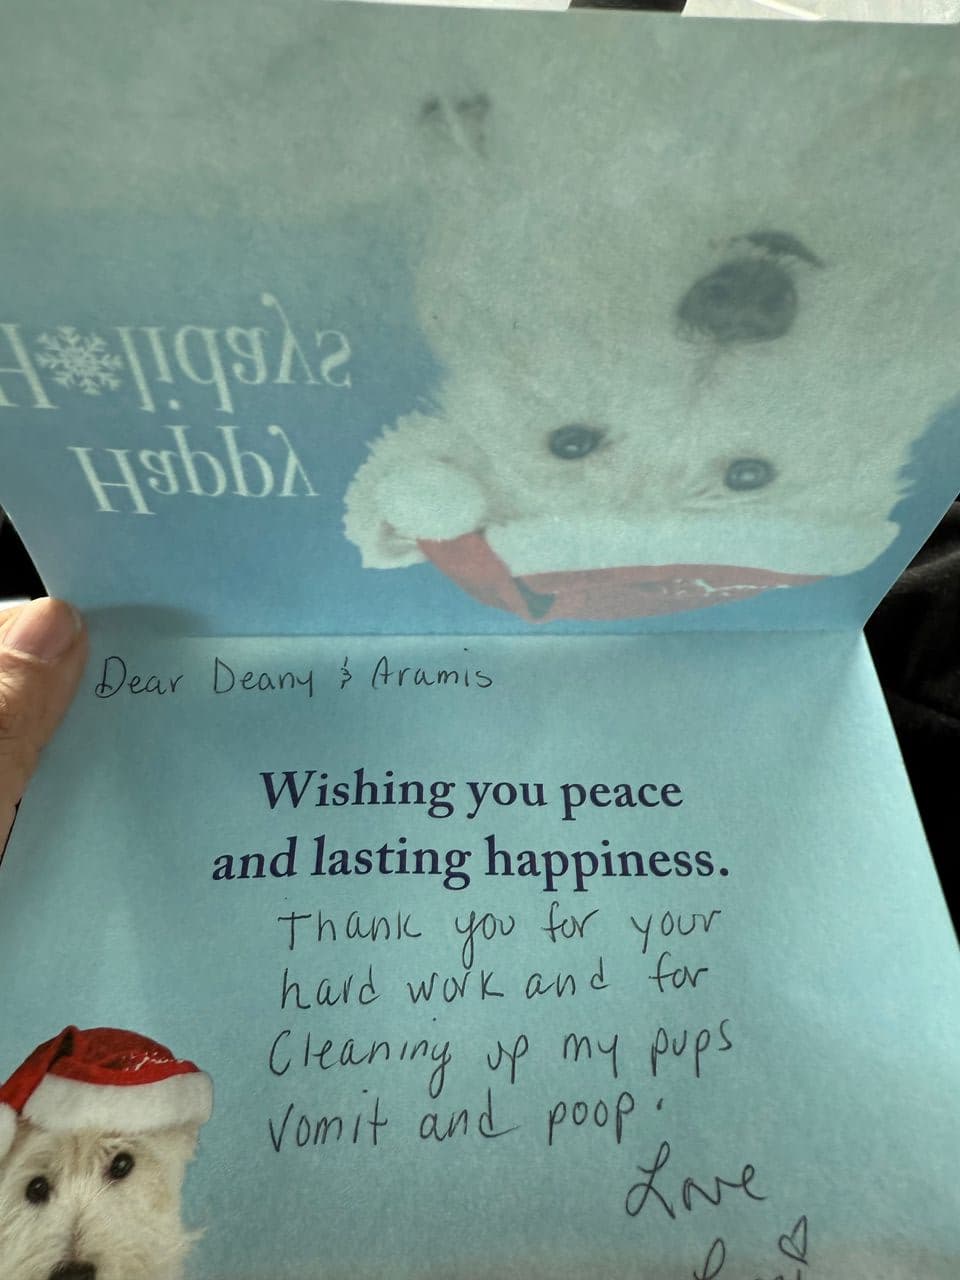 Happy
Holidays
Dear Deany & Aramis
Wishing you peace
and lasting happiness.
Thank you for your
hard work and for
Cleaning up my pups
vomit and poop.
Love